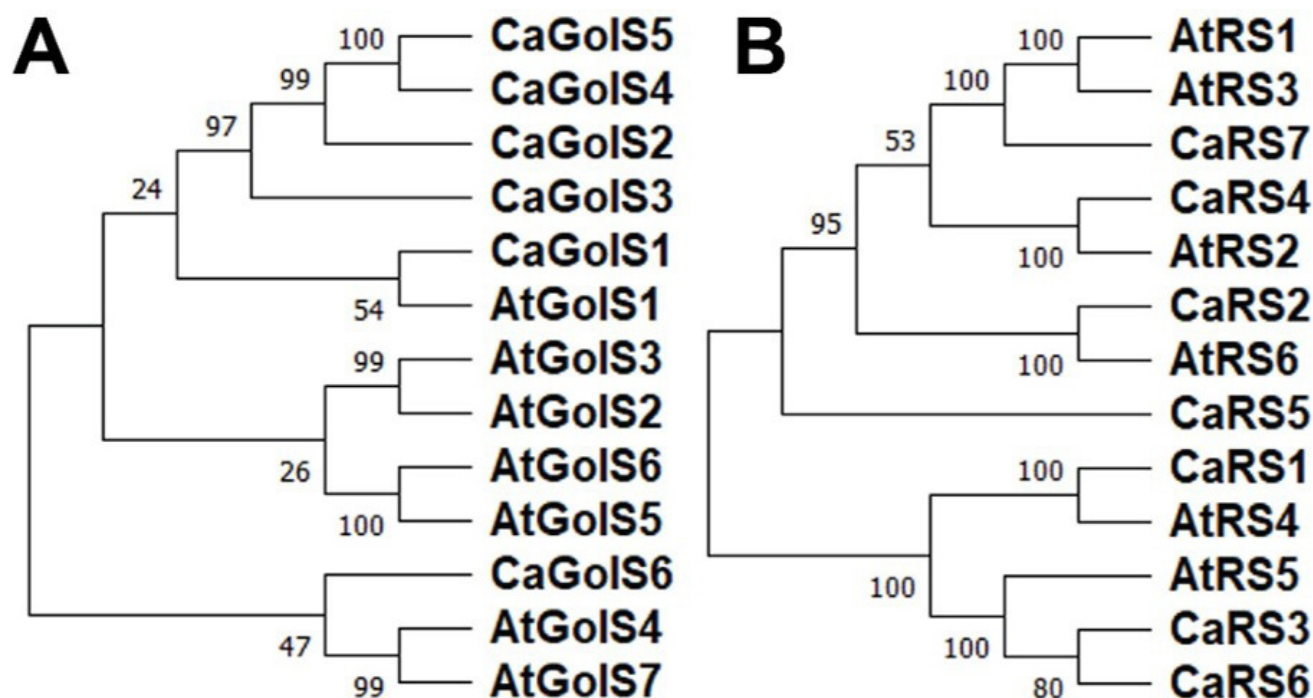 A
100
CaGolS5
CaGolS4
99
CaGolS2
97
CaGolS3
24
CaGolS1
AtGolS1
54
AtGolS3
99
AtGolS2
26
AtGolS6
AtGolS5
100
CaGolS6
47
AtGolS4
AtGolS7
99
B
100
AtRS1
AtRS3
100
CaRS7
53
CaRS4
AtRS2
100
95
CaRS2
AtRS6
100
CaRS5
100
CaRS1
AtRS4
100
AtRS5
100
CaRS3
CaRS6
80